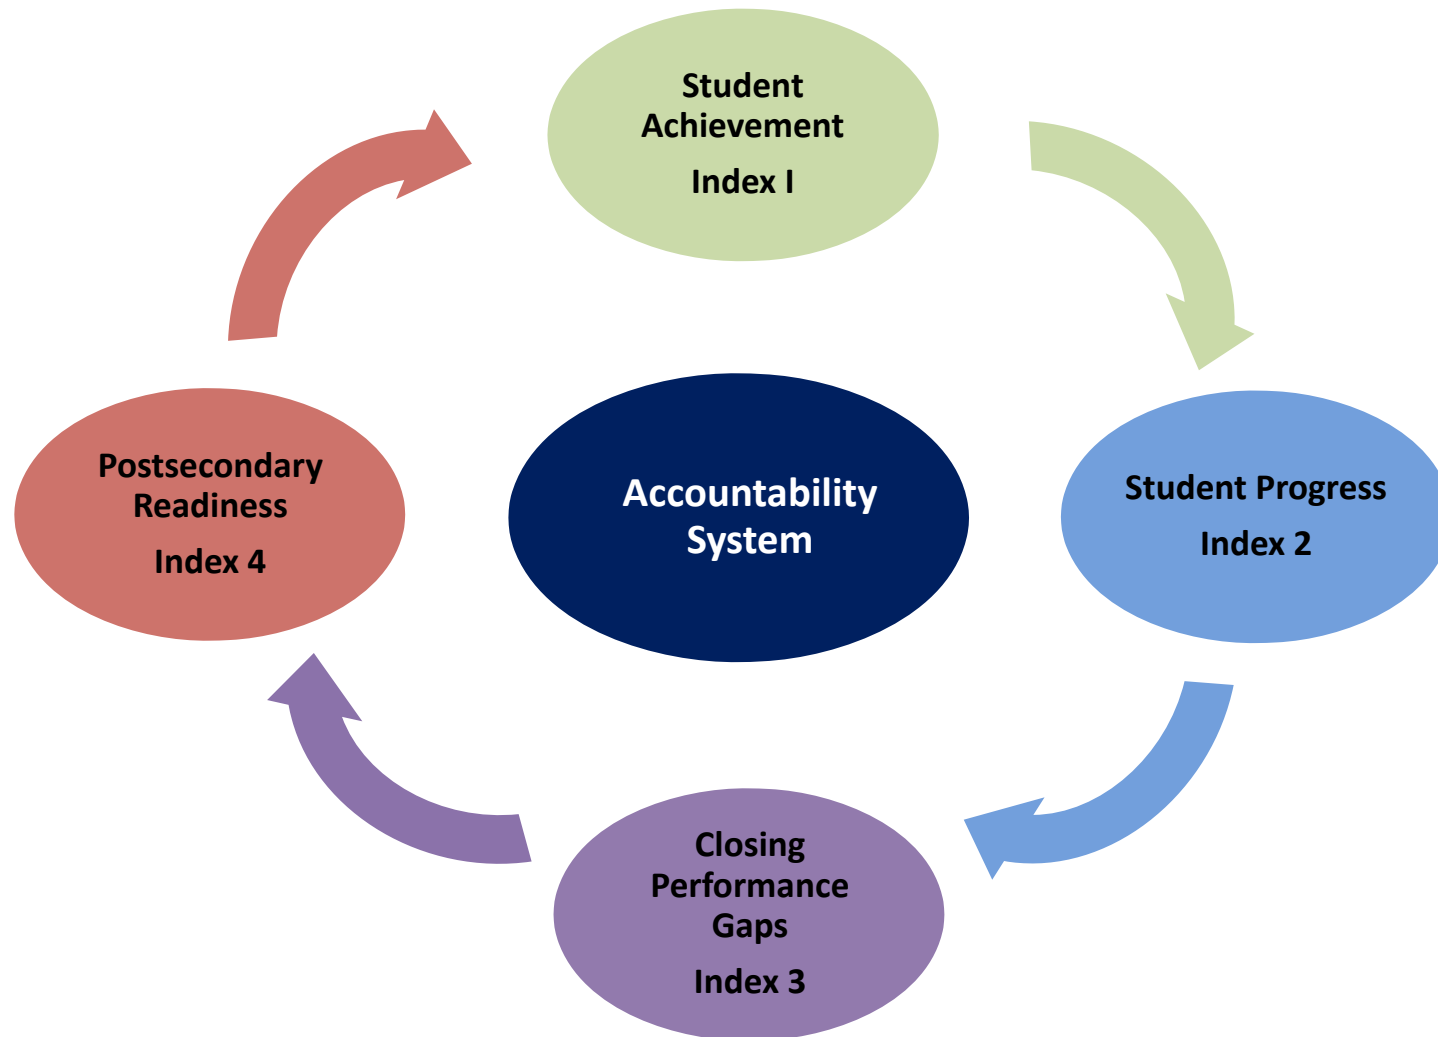 Student
Achievement
Index I
Postsecondary
Readiness
Index 4
Accountability
System
Student Progress
Index 2
Closing
Performance
Gaps
Index 3